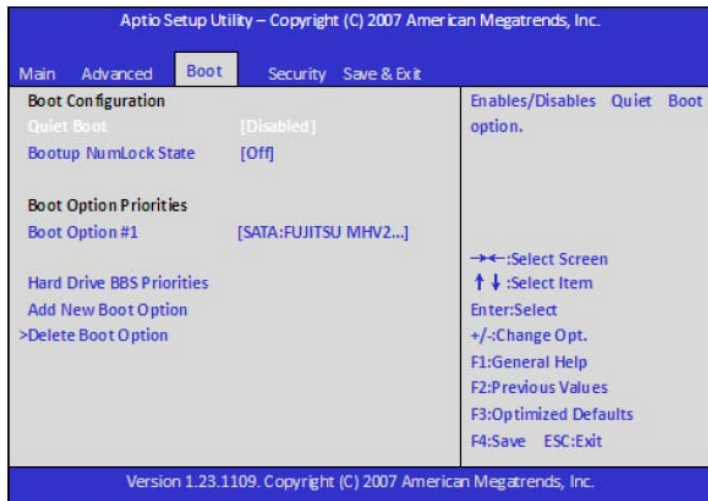 Aptio Setup Utility – Copyright (C) 2007 American Megatrends, Inc.
Main Advanced Boot Security Save & Exit
Boot Configuration
Quiet Boot [Disabled]
Bootup NumLock State [Off]
Boot Option Priorities
Boot Option #1 [SATA:FUJITSU MHV2...]
Hard Drive BBS Priorities
Add New Boot Option
>Delete Boot Option
Enables/Disables Quiet Boot
option.
→←:Select Screen
↑↓:Select Item
Enter:Select
+/-:Change Opt.
F1:General Help
F2:Previous Values
F3:Optimized Defaults
F4:Save ESC:Exit
Version 1.23.1109. Copyright (C) 2007 American Megatrends, Inc.